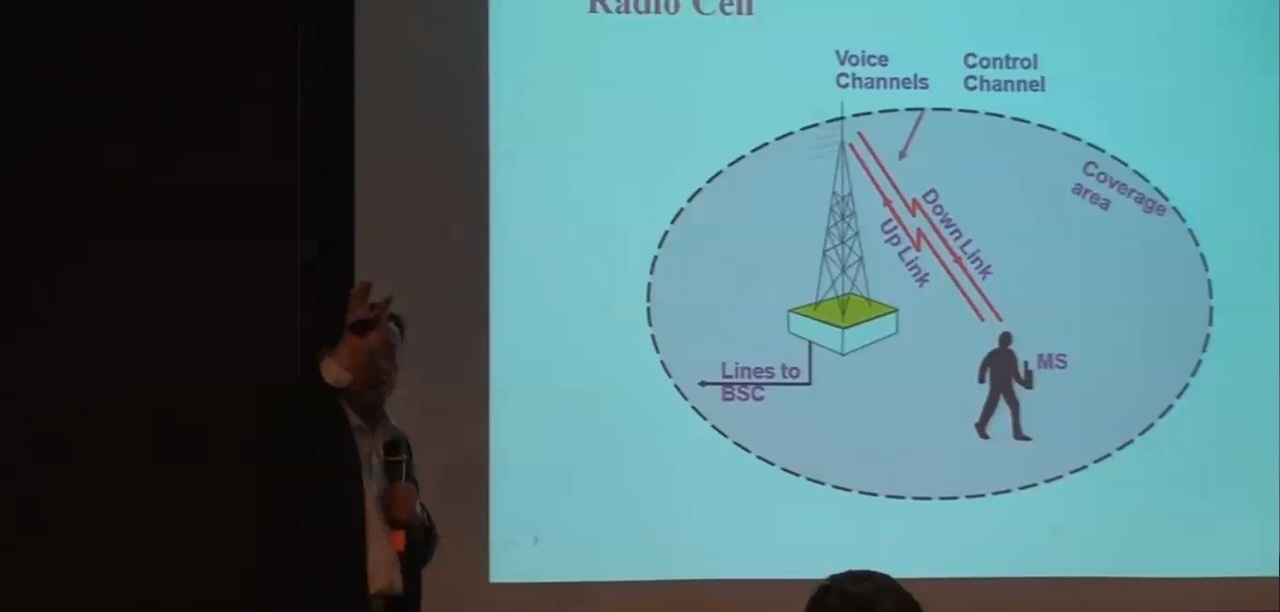 Radio Cell
Voice
Channels
Control
Channel
Coverage
area
Down Link
Up Link
Lines to
BSC
MS